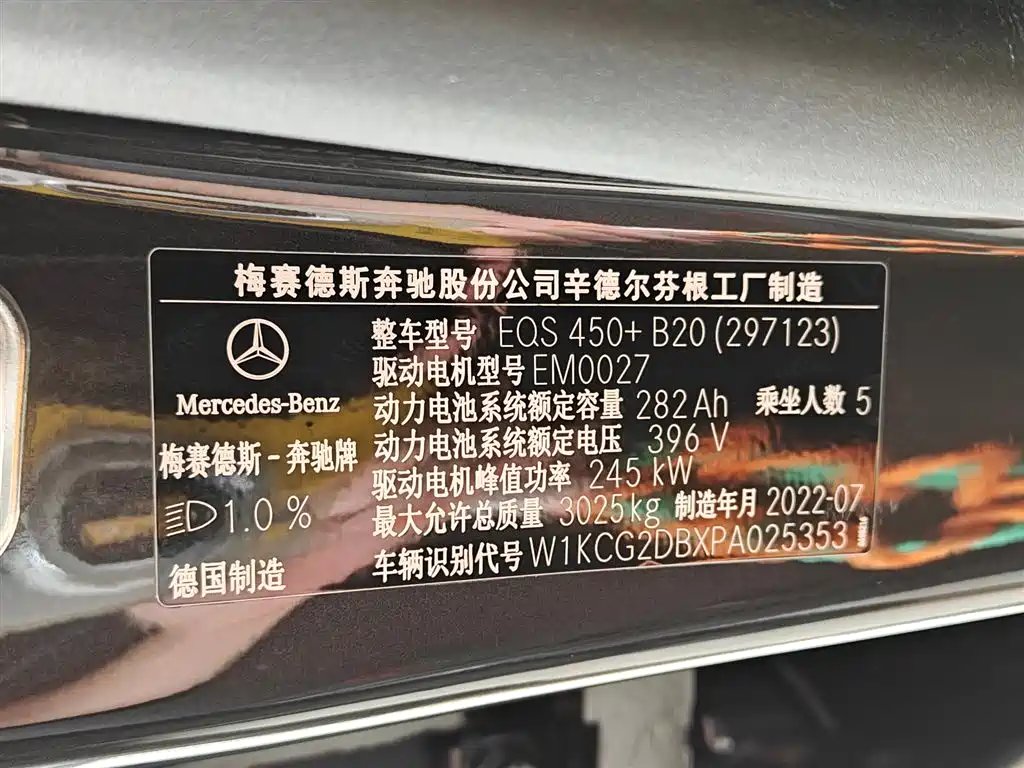 梅赛德斯奔驰股份公司辛德尔芬根工厂制造
整车型号 EQS 450+ B20 (297123)
驱动电机型号 EM0027
Mercedes-Benz
动力电池系统额定容量 282 Ah 乘坐人数 5
动力电池系统额定电压 396 V
梅赛德斯-奔驰牌
驱动电机峰值功率 245 kW
1.0 %
最大允许总质量 3025 kg 制造年月 2022-07
车辆识别代号 W1KCG2DBXPA025353
德国制造